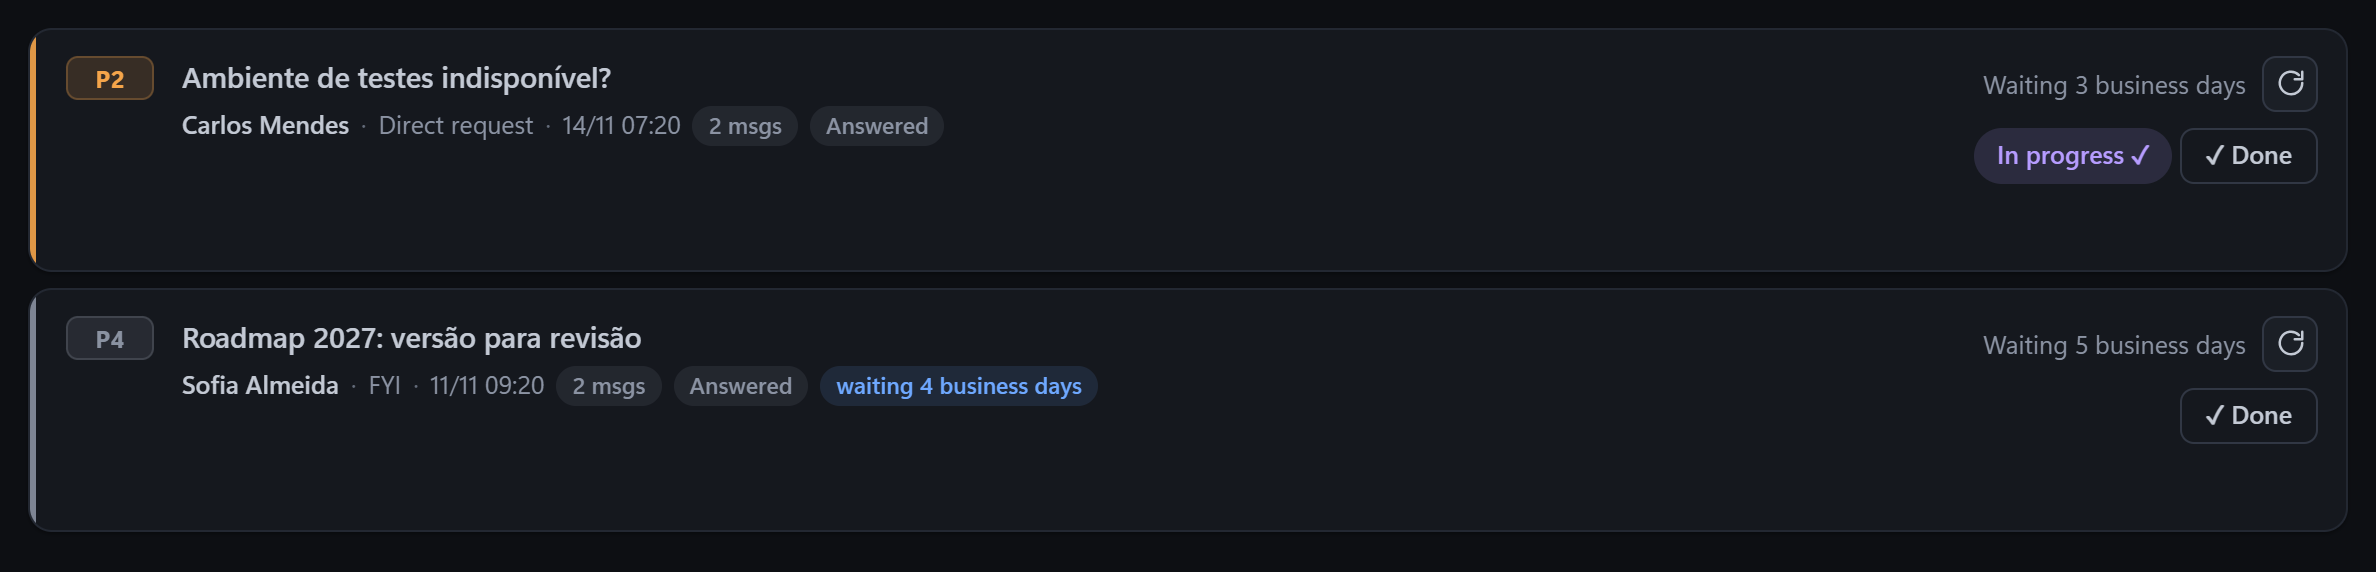 P2 Ambiente de testes indisponível? Waiting 3 business days
Carlos Mendes · Direct request · 14/11 07:20 2 msgs Answered
In progress ✓ ✓ Done
P4 Roadmap 2027: versão para revisão Waiting 5 business days
Sofia Almeida · FYI · 11/11 09:20 2 msgs Answered waiting 4 business days
✓ Done